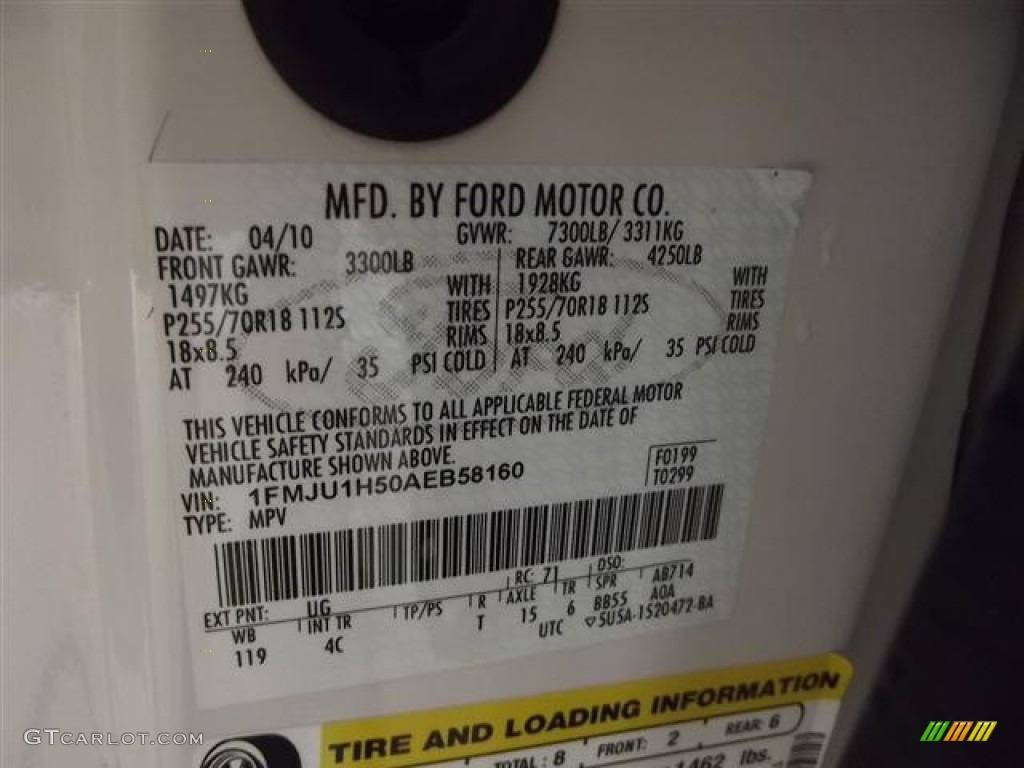 MFD. BY FORD MOTOR CO.
DATE: 04/10 GVWR: 7300LB/ 3311KG
FRONT GAWR: 3300LB REAR GAWR: 4250LB
1497KG WITH 1928KG WITH
P255/70R18 112S TIRES P255/70R18 112S TIRES
18x8.5 RIMS 18x8.5 RIMS
AT 240 kPa/ 35 PSI COLD AT 240 kPa/ 35 PSI COLD
THIS VEHICLE CONFORMS TO ALL APPLICABLE FEDERAL MOTOR
VEHICLE SAFETY STANDARDS IN EFFECT ON THE DATE OF
MANUFACTURE SHOWN ABOVE.
F0199
VIN: 1FMJU1H50AEB58160
T0299
TYPE: MPV
EXT PNT: UG RC: 71 DSO:
WB INT TR TP/PS R AXLE TR SPR AB714
119 4C T 15 6 BB55 A0A
UTC ▽5U5A-1520472-BA
TIRE AND LOADING INFORMATION
TOTAL: 8 FRONT: 2 REAR: 6
1462 lbs.
GTCARLOT.COM